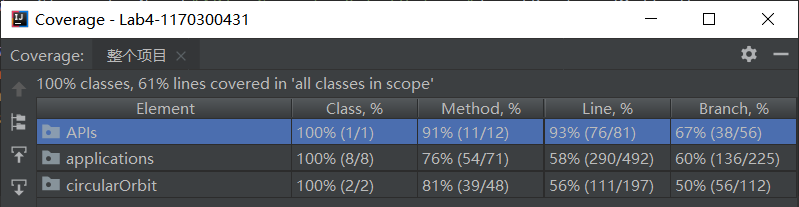 Coverage - Lab4-1170300431
Coverage: 整个项目
100% classes, 61% lines covered in 'all classes in scope'
Element Class, % Method, % Line, % Branch, %
APIs 100% (1/1) 91% (11/12) 93% (76/81) 67% (38/56)
applications 100% (8/8) 76% (54/71) 58% (290/492) 60% (136/225)
circularOrbit 100% (2/2) 81% (39/48) 56% (111/197) 50% (56/112)